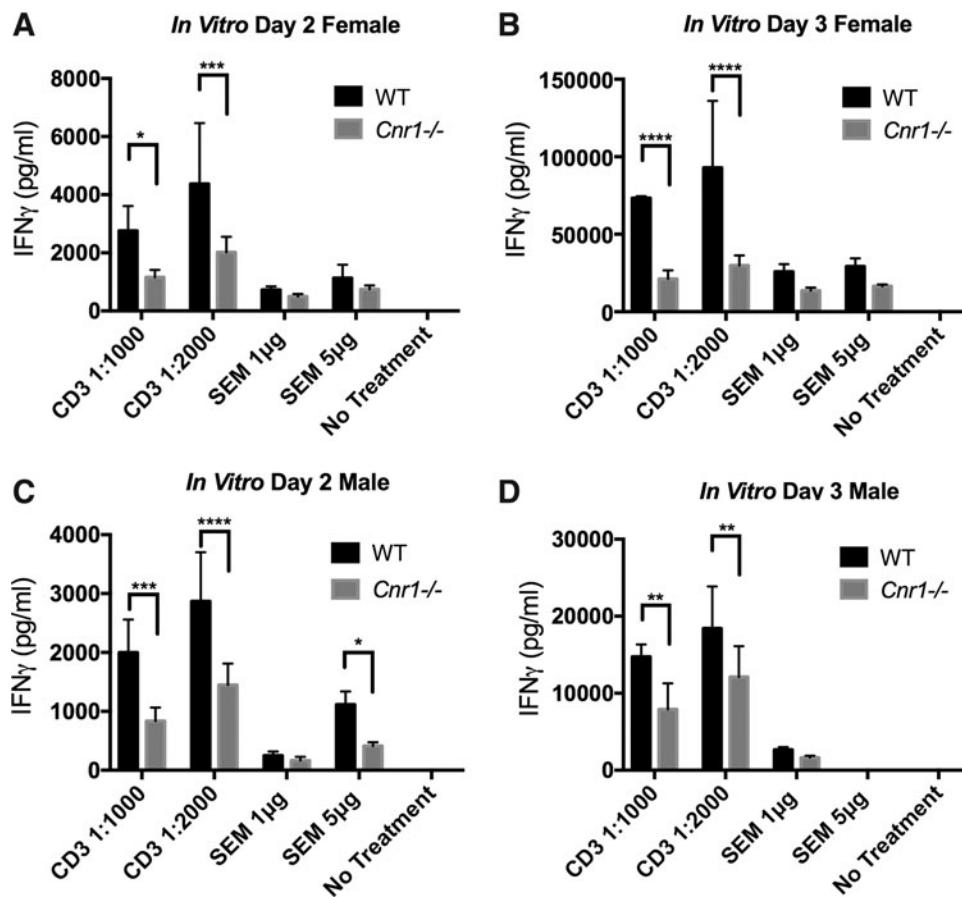 A
In Vitro Day 2 Female
8000
6000
4000
2000
0
IFNγ (pg/ml)
*
***
WT
Cnr1-/-
CD3 1:1000
CD3 1:2000
SEM 1µg
SEM 5µg
No Treatment
B
In Vitro Day 3 Female
150000
100000
50000
0
IFNγ (pg/ml)
****
****
WT
Cnr1-/-
CD3 1:1000
CD3 1:2000
SEM 1µg
SEM 5µg
No Treatment
C
In Vitro Day 2 Male
4000
3000
2000
1000
0
IFNγ (pg/ml)
***
****
*
WT
Cnr1-/-
CD3 1:1000
CD3 1:2000
SEM 1µg
SEM 5µg
No Treatment
D
In Vitro Day 3 Male
30000
20000
10000
0
IFNγ (pg/ml)
**
**
WT
Cnr1-/-
CD3 1:1000
CD3 1:2000
SEM 1µg
SEM 5µg
No Treatment